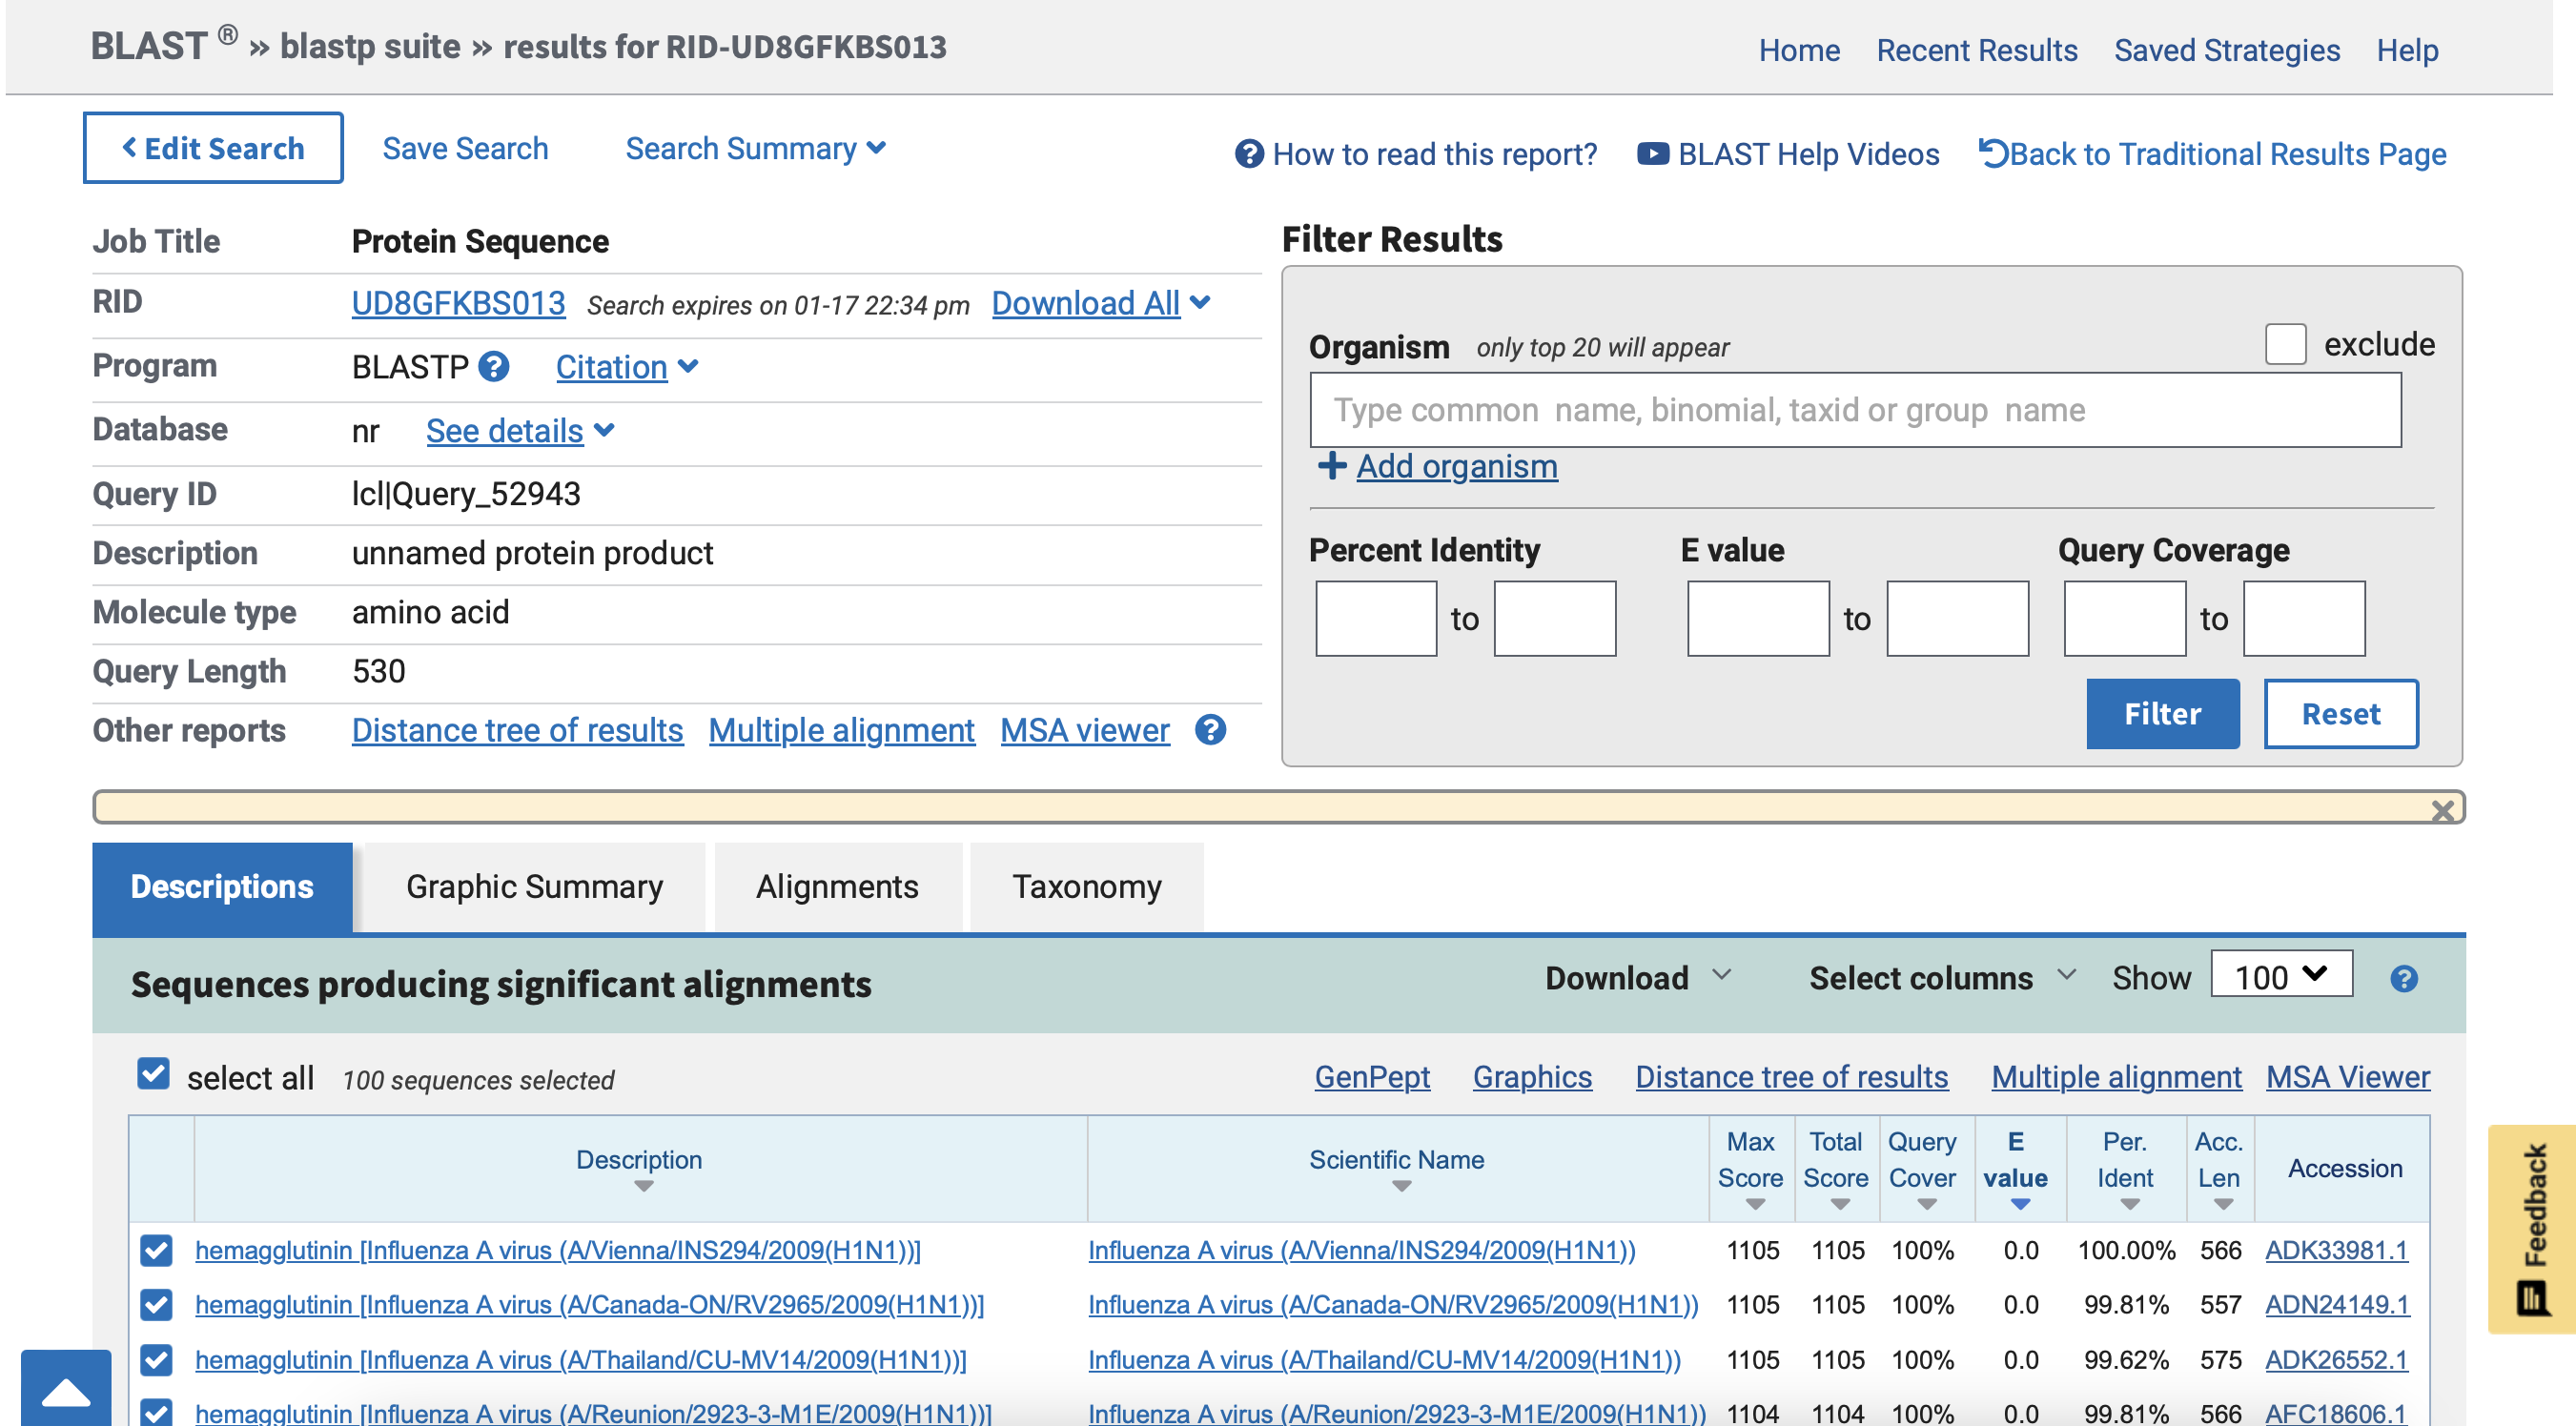 BLAST ® » blastp suite » results for RID-UD8GFKBS013
Home Recent Results Saved Strategies Help
Edit Search Save Search Search Summary
How to read this report? BLAST Help Videos Back to Traditional Results Page
Job Title Protein Sequence
RID UD8GFKBS013 Search expires on 01-17 22:34 pm Download All
Program BLASTP Citation
Database nr See details
Query ID lcl|Query_52943
Description unnamed protein product
Molecule type amino acid
Query Length 530
Other reports Distance tree of results Multiple alignment MSA viewer
Filter Results
Organism only top 20 will appear exclude
Type common name, binomial, taxid or group name
Add organism
Percent Identity E value Query Coverage
to to to
Filter Reset
Descriptions Graphic Summary Alignments Taxonomy
Sequences producing significant alignments Download Select columns Show 100
select all 100 sequences selected GenPept Graphics Distance tree of results Multiple alignment MSA Viewer
Description Scientific Name Max Score Total Score Query Cover E value Per. Ident Acc. Len Accession
hemagglutinin [Influenza A virus (A/Vienna/INS294/2009(H1N1))] Influenza A virus (A/Vienna/INS294/2009(H1N1)) 1105 1105 100% 0.0 100.00% 566 ADK33981.1
hemagglutinin [Influenza A virus (A/Canada-ON/RV2965/2009(H1N1))] Influenza A virus (A/Canada-ON/RV2965/2009(H1N1)) 1105 1105 100% 0.0 99.81% 557 ADN24149.1
hemagglutinin [Influenza A virus (A/Thailand/CU-MV14/2009(H1N1))] Influenza A virus (A/Thailand/CU-MV14/2009(H1N1)) 1105 1105 100% 0.0 99.62% 575 ADK26552.1
hemagglutinin [Influenza A virus (A/Reunion/2923-3-M1E/2009(H1N1))] Influenza A virus (A/Reunion/2923-3-M1E/2009(H1N1)) 1104 1104 100% 0.0 99.81% 566 AFC18606.1
Feedback